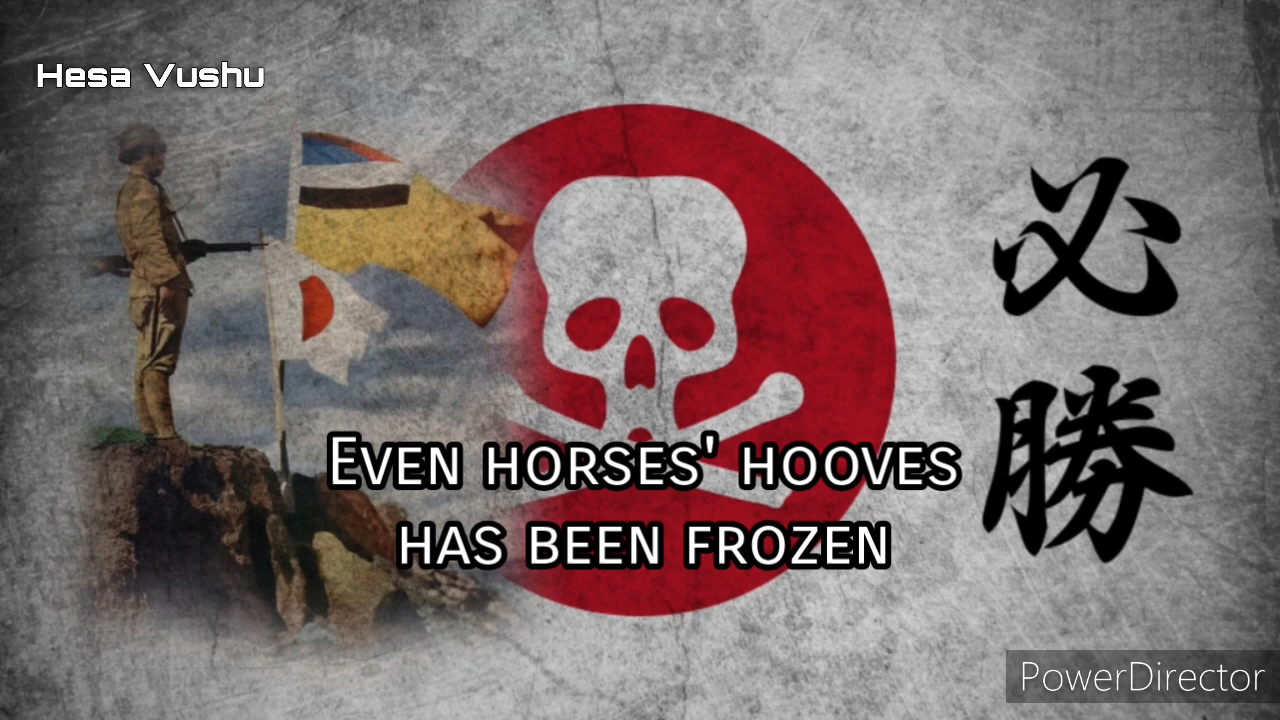 Hesa Vushu
必
勝
Even horses' hooves
has been frozen
PowerDirector